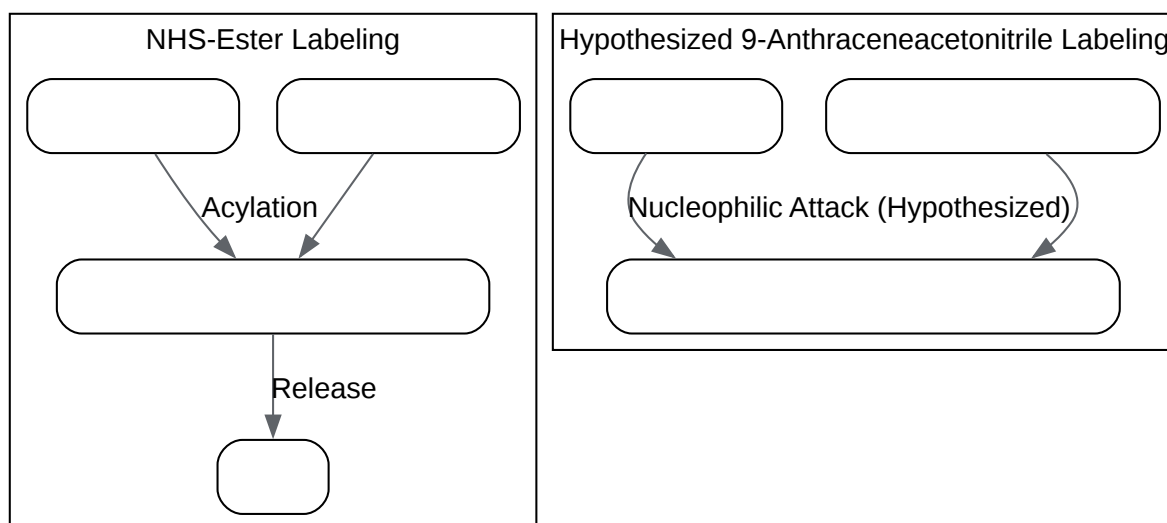 NHS-Ester Labeling
Acylation
Release
Hypothesized 9-Anthraceneacetonitrile Labeling
Nucleophilic Attack (Hypothesized)